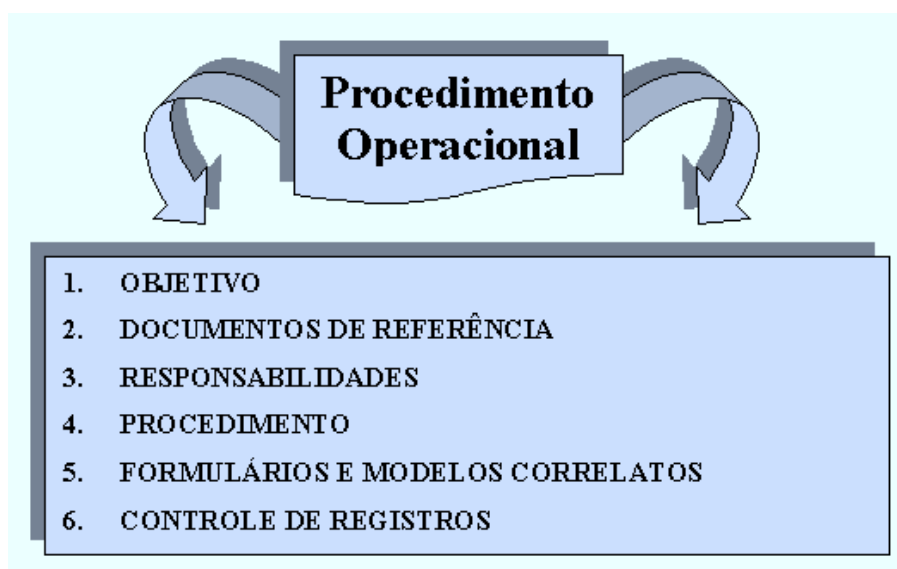 Procedimento
Operacional
1. OBJETIVO
2. DOCUMENTOS DE REFERÊNCIA
3. RESPONSABILIDADES
4. PROCEDIMENTO
5. FORMULÁRIOS E MODELOS CORRELATOS
6. CONTROLE DE REGISTROS